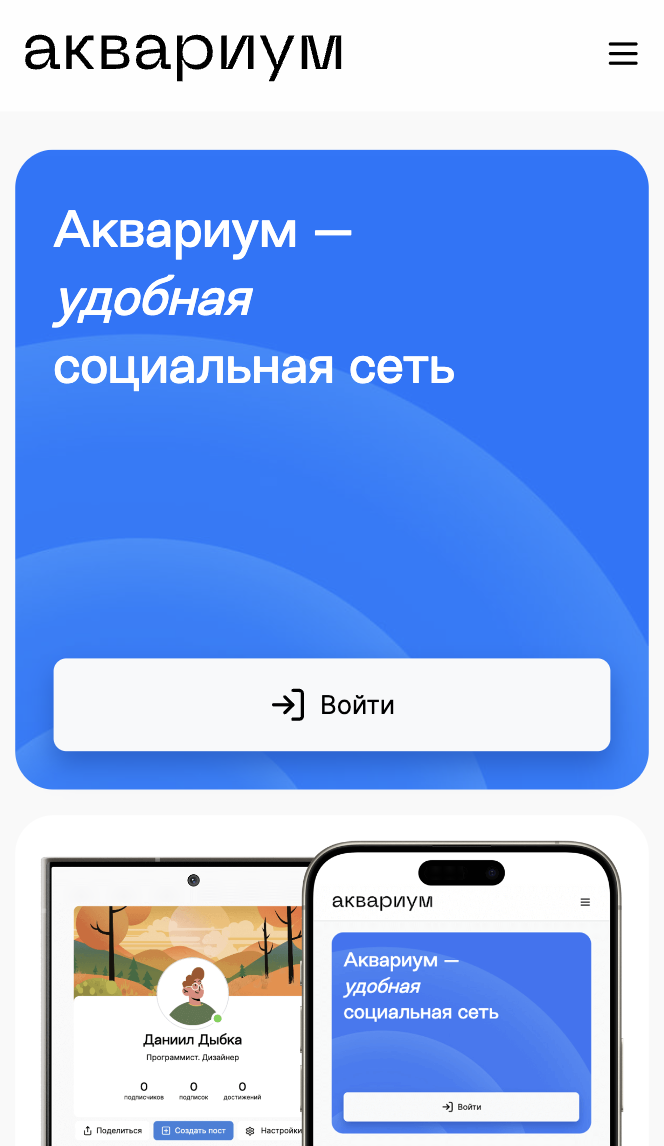 аквариум
Аквариум —
удобная
социальная сеть
Войти
Даниил Дыбка
Программист. Дизайнер
0 0 0
подписчиков подписок достижений
Поделиться Создать пост Настройки
аквариум
Аквариум —
удобная
социальная сеть
Войти